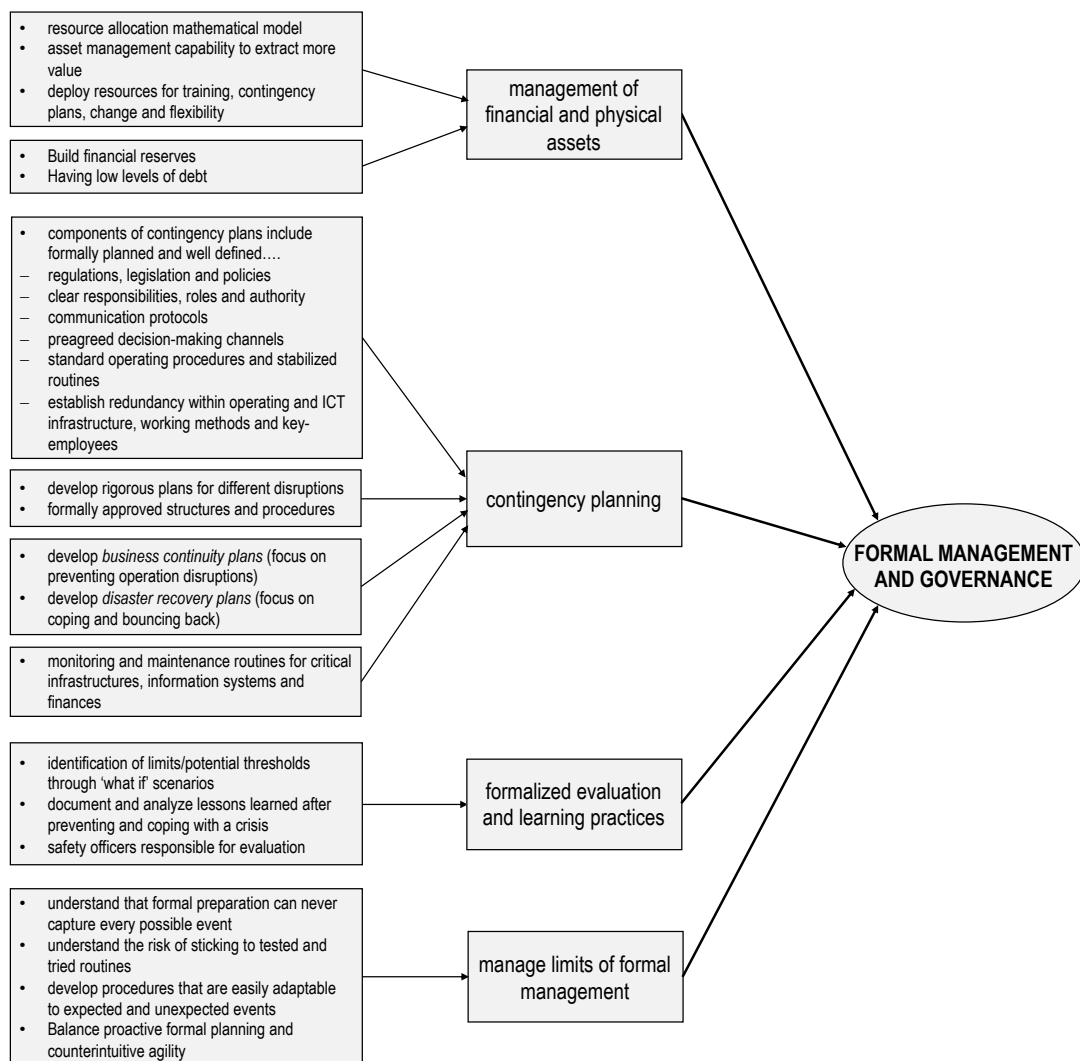 • resource allocation mathematical model
• asset management capability to extract more
value
• deploy resources for training, contingency
plans, change and flexibility
• Build financial reserves
• Having low levels of debt
management of
financial and physical
assets
• components of contingency plans include
formally planned and well defined….
– regulations, legislation and policies
– clear responsibilities, roles and authority
– communication protocols
– preagreed decision-making channels
– standard operating procedures and stabilized
routines
– establish redundancy within operating and ICT
infrastructure, working methods and key-
employees
• develop rigorous plans for different disruptions
• formally approved structures and procedures
• develop business continuity plans (focus on
preventing operation disruptions)
• develop disaster recovery plans (focus on
coping and bouncing back)
• monitoring and maintenance routines for critical
infrastructures, information systems and
finances
contingency planning
• identification of limits/potential thresholds
through ‘what if’ scenarios
• document and analyze lessons learned after
preventing and coping with a crisis
• safety officers responsible for evaluation
formalized evaluation
and learning practices
• understand that formal preparation can never
capture every possible event
• understand the risk of sticking to tested and
tried routines
• develop procedures that are easily adaptable
to expected and unexpected events
• Balance proactive formal planning and
counterintuitive agility
manage limits of formal
management
FORMAL MANAGEMENT
AND GOVERNANCE